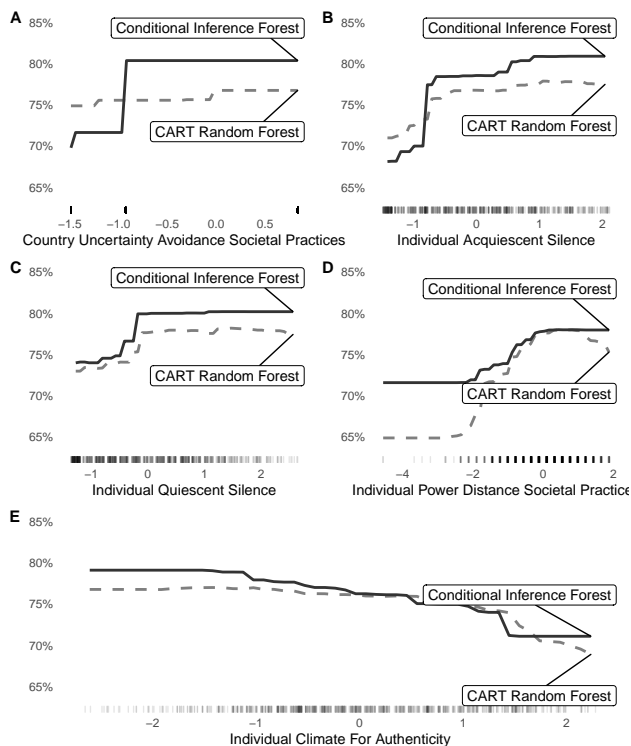 A
85%
80%
75%
70%
65%
Conditional Inference Forest
CART Random Forest
−1.5 −1.0 −0.5 0.0 0.5
Country Uncertainty Avoidance Societal Practices
B
85%
80%
75%
70%
65%
Conditional Inference Forest
CART Random Forest
−1 0 1 2
Individual Acquiescent Silence
C
85%
80%
75%
70%
65%
Conditional Inference Forest
CART Random Forest
−1 0 1 2
Individual Quiescent Silence
D
85%
80%
75%
70%
65%
Conditional Inference Forest
CART Random Forest
−4 −2 0 2
Individual Power Distance Societal Practice
E
85%
80%
75%
70%
65%
Conditional Inference Forest
CART Random Forest
−2 −1 0 1 2
Individual Climate For Authenticity